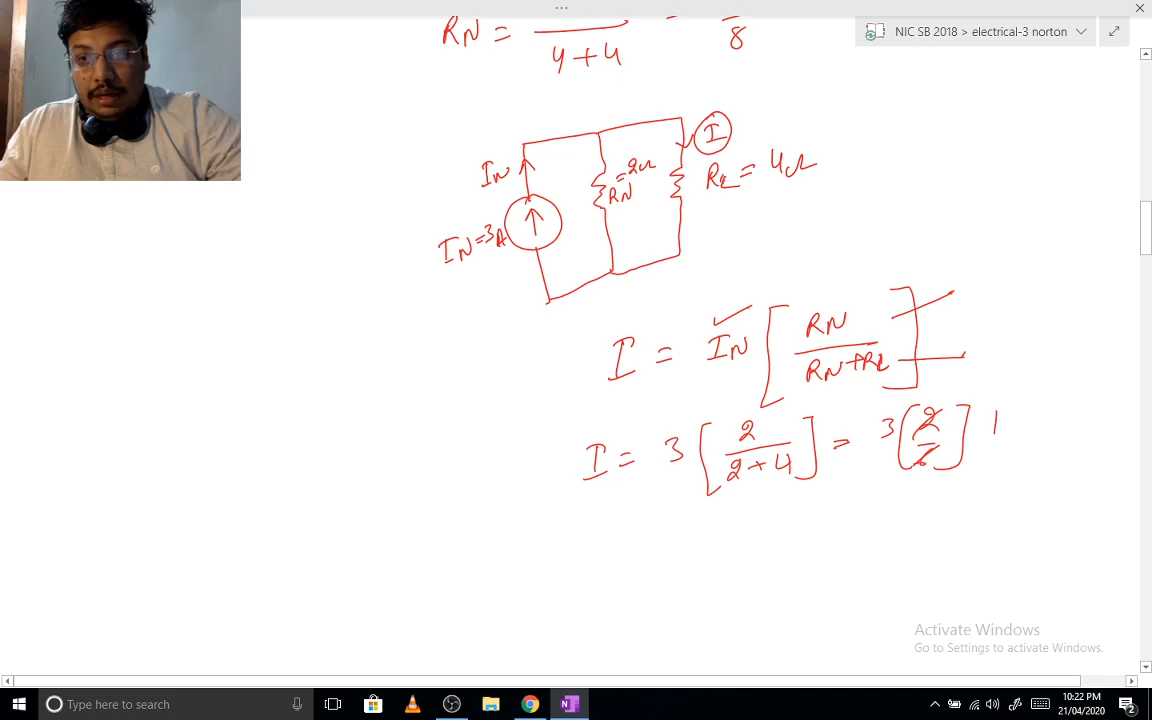 ...
NIC SB 2018 > electrical-3 norton
RN = 
4+4
8
I
IN
=2Ω
RN
RL = 4Ω
IN=3A
I = IN [ RN / RN+RL ]
I = 3 [ 2 / 2+4 ] = 3 [ 2 / 6 ] 1
Activate Windows
Go to Settings to activate Windows.
Type here to search
10:22 PM
21/04/2020
2